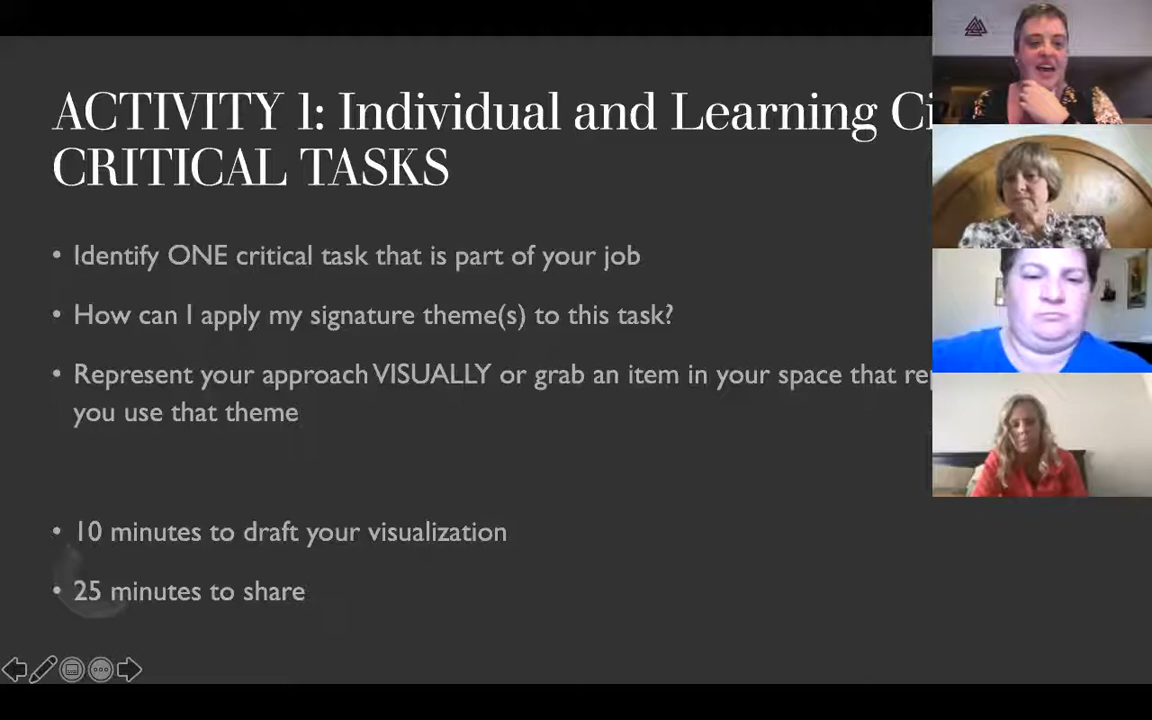 ACTIVITY 1: Individual and Learning
CRITICAL TASKS
• Identify ONE critical task that is part of your job
• How can I apply my signature theme(s) to this task?
• Represent your approach VISUALLY or grab an item in your space that
you use that theme
• 10 minutes to draft your visualization
• 25 minutes to share